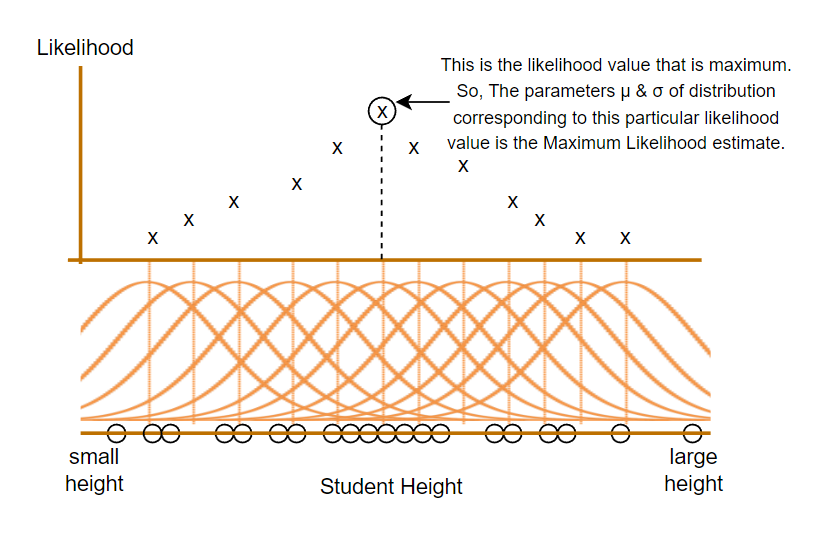 Likelihood
This is the likelihood value that is maximum.
So, The parameters μ & σ of distribution
corresponding to this particular likelihood
value is the Maximum Likelihood estimate.
x
x
x
x
x
x
x
x
x
x
x
x
small
height
Student Height
large
height